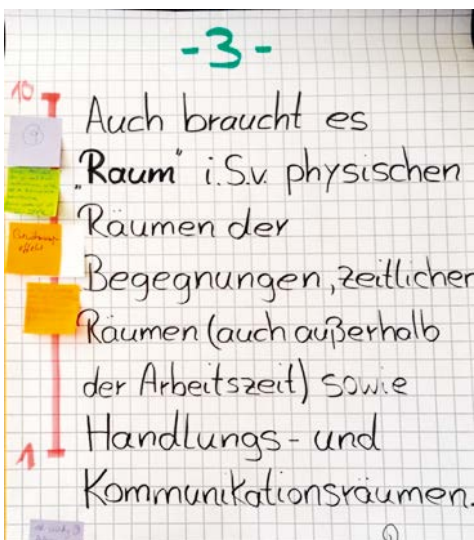 -3-
10
Auch braucht es
"Raum" i.S.v. physischen
Räumen der
Begegnungen, zeitlichen
Räumen (auch außerhalb
der Arbeitszeit) sowie
Handlungs- und
1
Kommunikationsräumen.